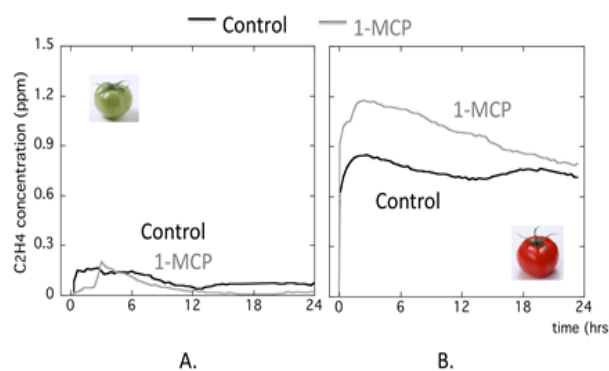 Control 1-MCP
1.5
1.2
0.9
0.6
0.3
0
C2H4 concentration (ppm)
Control
1-MCP
0 6 12 18 24
A.
1-MCP
Control
0 6 12 18 24
time (hrs
B.